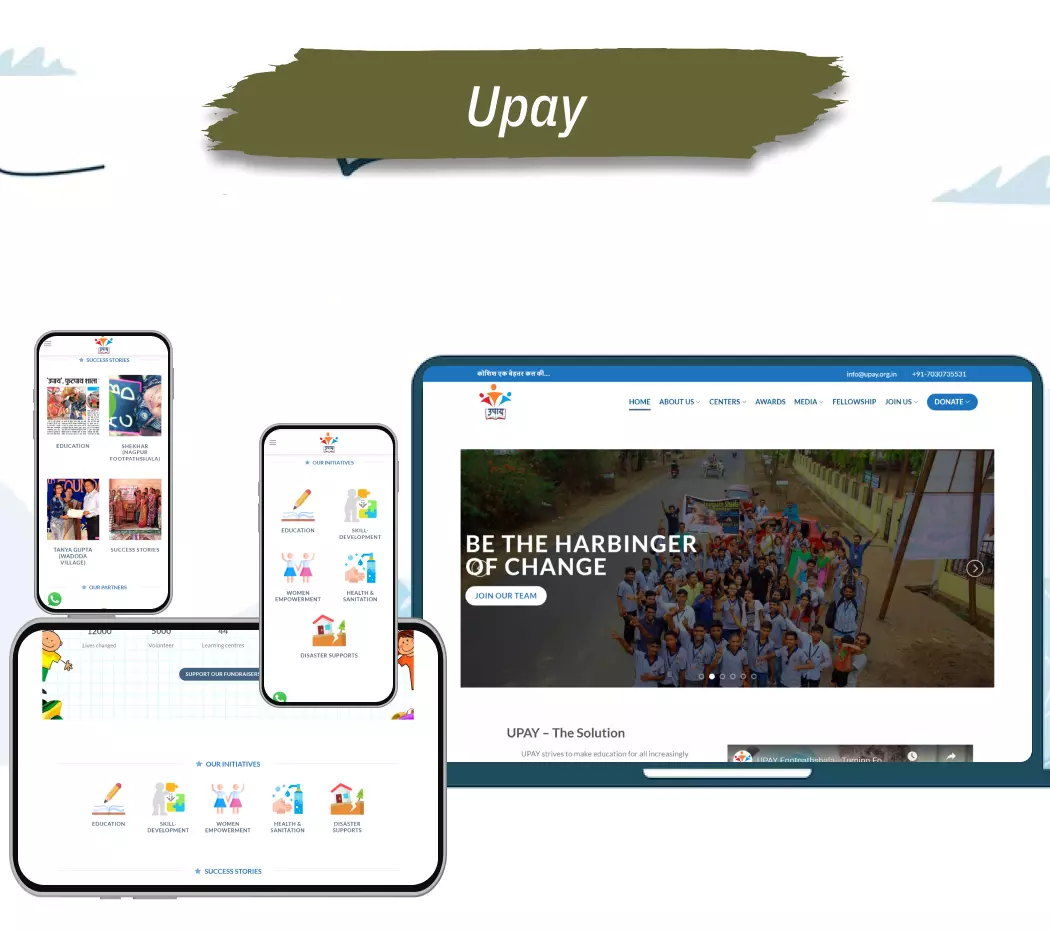 Upay
उपाय
SUCCESS STORIES
'उपाय', फुटपाथ शाला
EDUCATION
SHEKHAR
(NAGPUR
FOOTPATHSHALA)
TANYA GUPTA
(WADODA
VILLAGE)
SUCCESS STORIES
OUR PARTNERS
उपाय
OUR INITIATIVES
EDUCATION
SKILL-
DEVELOPMENT
WOMEN
EMPOWERMENT
HEALTH &
SANITATION
DISASTER SUPPORTS
कोशिश एक बेहतर कल की...
info@upay.org.in
+91-7030735531
उपाय
HOME ABOUT US CENTERS AWARDS MEDIA FELLOWSHIP JOIN US DONATE
BE THE HARBINGER
OF CHANGE
JOIN OUR TEAM
UPAY – The Solution
UPAY strives to make education for all increasingly
UPAY Footpathshala- Turning Fo...
12000 5000 44
Lives changed Volunteer Learning centres
SUPPORT OUR FUNDRAISERS
OUR INITIATIVES
EDUCATION
SKILL-
DEVELOPMENT
WOMEN
EMPOWERMENT
HEALTH &
SANITATION
DISASTER
SUPPORTS
SUCCESS STORIES